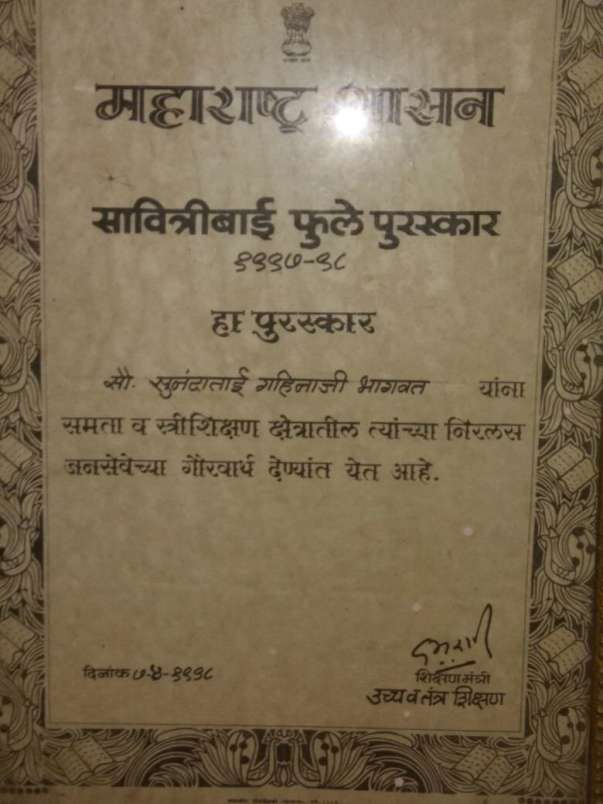 महाराष्ट्र शासन
सावित्रीबाई फुले पुरस्कार
१९९७-९८
हा पुरस्कार
सौ. सुनंदाताई गहिनाजी भागवत यांना
समता व स्त्रीशिक्षण क्षेत्रातील त्यांच्या निरलस
जनसेवेच्या गौरवार्थ देण्यांत येत आहे.
दिनांक ७-४-१९९८
शिक्षणमंत्री
उच्च व तंत्र शिक्षण